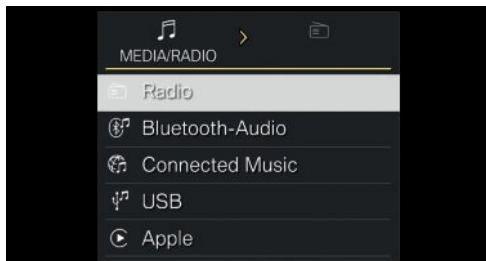 MEDIA/RADIO
Radio
Bluetooth-Audio
Connected Music
USB
Apple